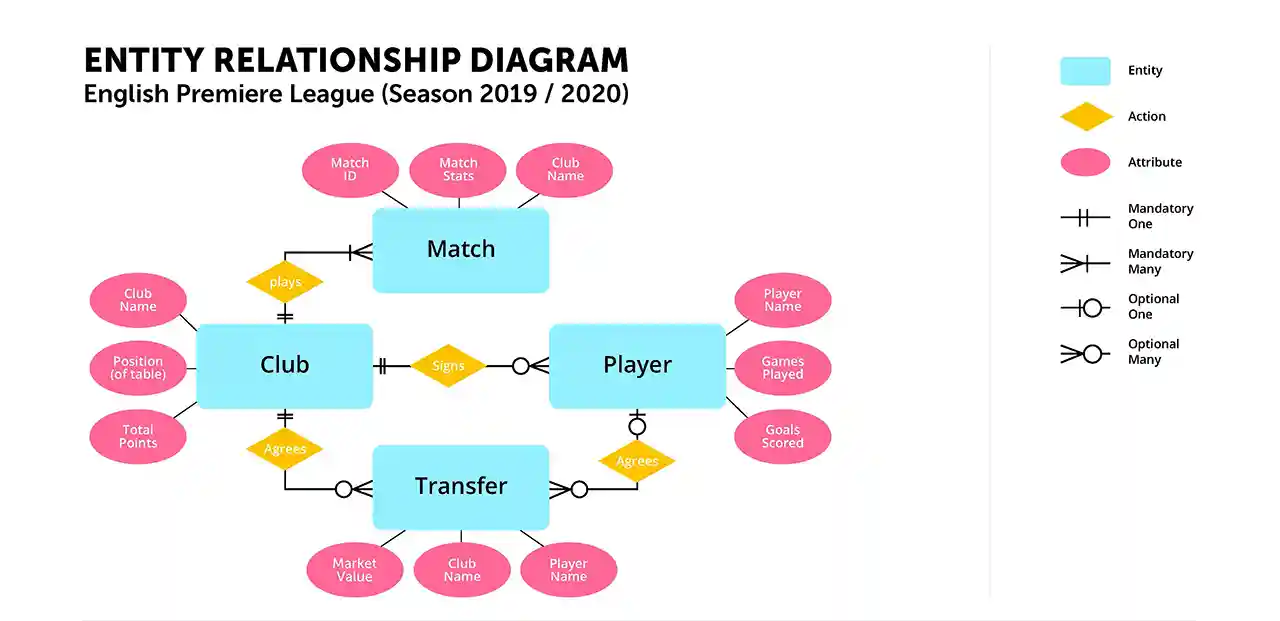 ENTITY RELATIONSHIP DIAGRAM
English Premiere League (Season 2019 / 2020)
Match
ID
Match
Stats
Club
Name
Match
plays
Club
Name
Position
(of table)
Total
Points
Club
Signs
Player
Player
Name
Games
Played
Goals
Scored
Agrees
Agrees
Transfer
Market
Value
Club
Name
Player
Name
Entity
Action
Attribute
Mandatory
One
Mandatory
Many
Optional
One
Optional
Many